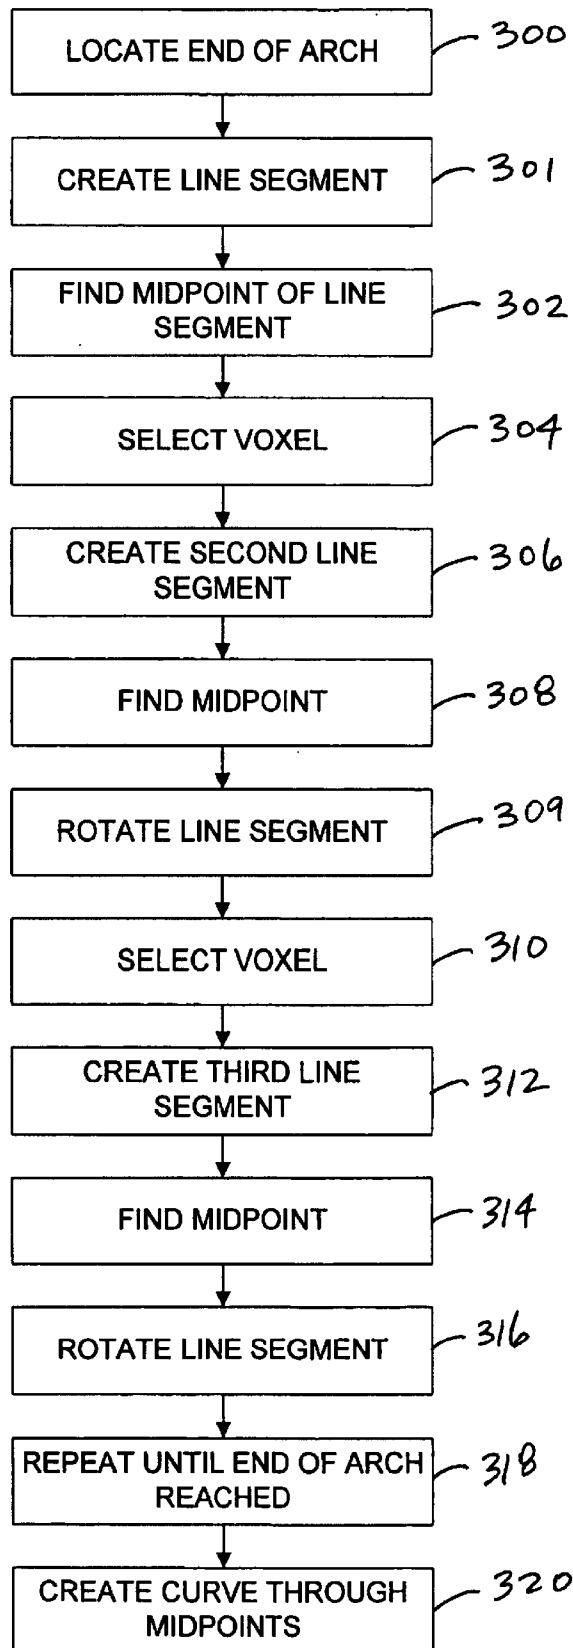 LOCATE END OF ARCH 300
CREATE LINE SEGMENT 301
FIND MIDPOINT OF LINE
SEGMENT 302
SELECT VOXEL 304
CREATE SECOND LINE
SEGMENT 306
FIND MIDPOINT 308
ROTATE LINE SEGMENT 309
SELECT VOXEL 310
CREATE THIRD LINE
SEGMENT 312
FIND MIDPOINT 314
ROTATE LINE SEGMENT 316
REPEAT UNTIL END OF ARCH
REACHED 318
CREATE CURVE THROUGH
MIDPOINTS 320